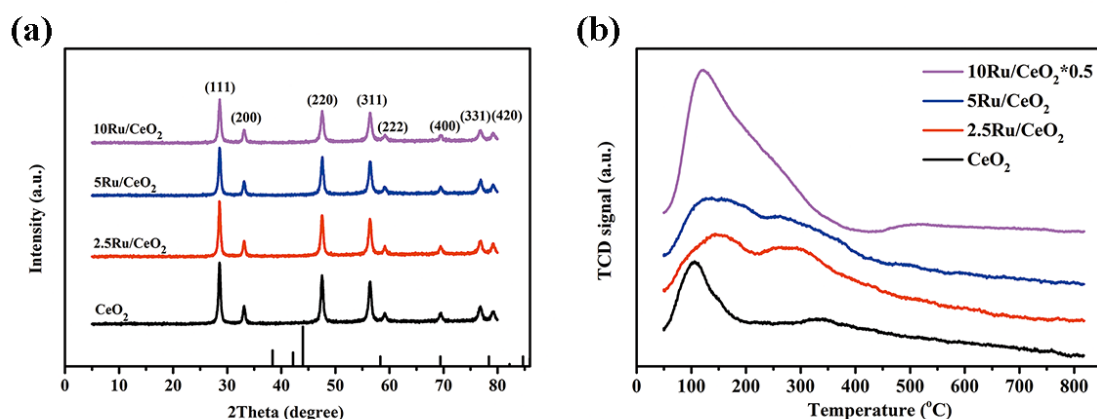 (a)
(111)
(200)
(220)
(311)
(222)
(400)
(331)
(420)
10Ru/CeO₂
5Ru/CeO₂
2.5Ru/CeO₂
CeO₂
Intensity (a.u.)
0 10 20 30 40 50 60 70 80
2Theta (degree)
(b)
10Ru/CeO₂*0.5
5Ru/CeO₂
2.5Ru/CeO₂
CeO₂
TCD signal (a.u.)
0 100 200 300 400 500 600 700 800
Temperature (°C)